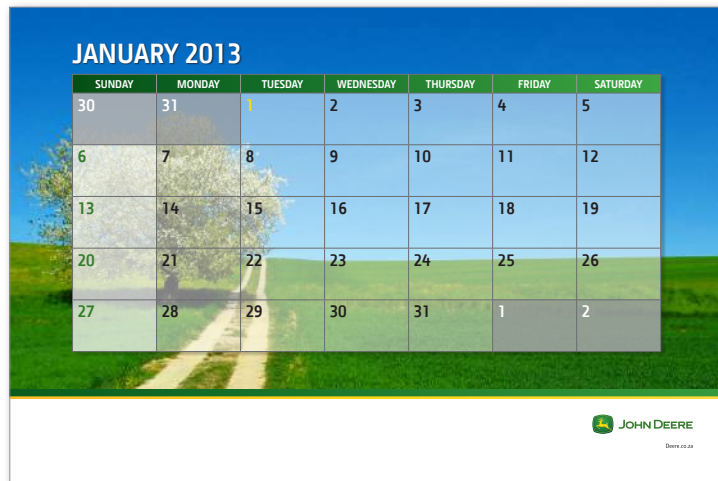 JANUARY 2013
SUNDAY MONDAY TUESDAY WEDNESDAY THURSDAY FRIDAY SATURDAY
30 31 1 2 3 4 5
6 7 8 9 10 11 12
13 14 15 16 17 18 19
20 21 22 23 24 25 26
27 28 29 30 31 1 2
JOHN DEERE
Deere.co.za